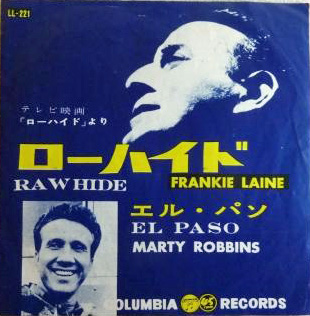 LL-221
テレビ映画
「ローハイド」より
ローハイド
RAWHIDE FRANKIE LAINE
エル・パソ
EL PASO
MARTY ROBBINS
COLUMBIA RECORDS